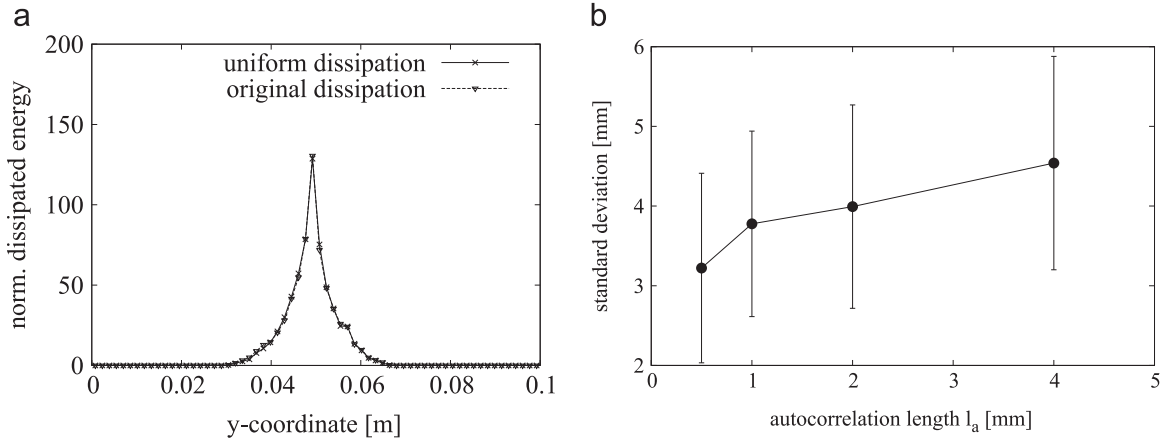 a
200
150
100
50
0
norm. dissipated energy
uniform dissipation
original dissipation
0 0.02 0.04 0.06 0.08 0.1
y-coordinate [m]
b
6
5
4
3
2
standard deviation [mm]
0 1 2 3 4 5
autocorrelation length l_a [mm]